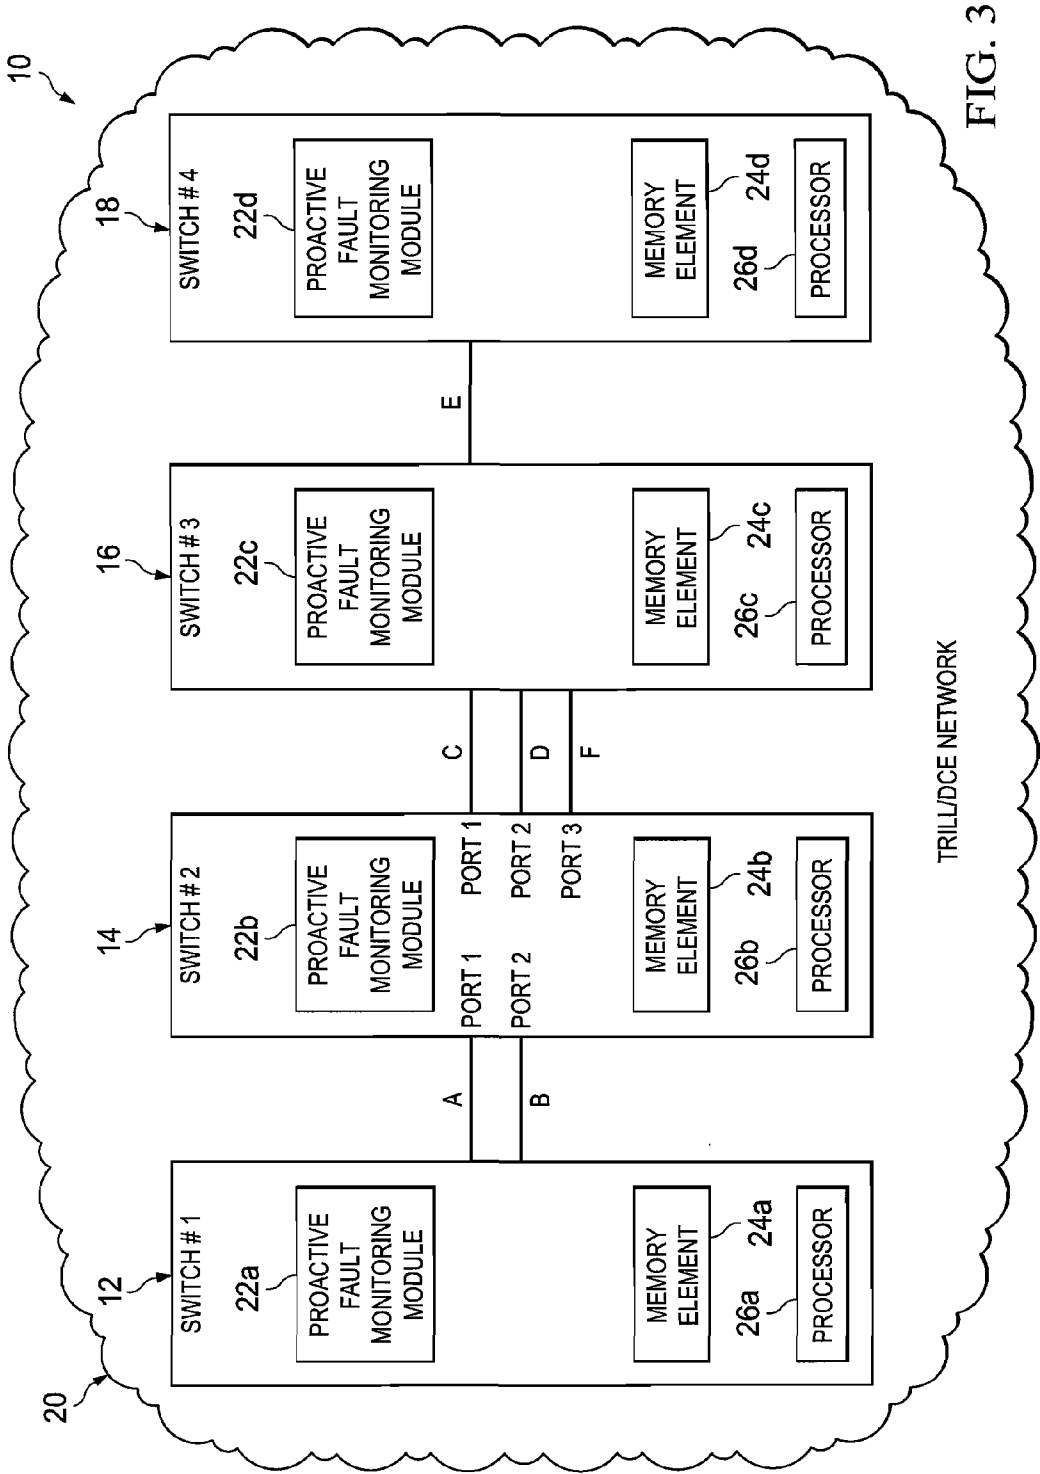 10
20
12
SWITCH #1
22a
PROACTIVE
FAULT
MONITORING
MODULE
MEMORY
ELEMENT
24a
26a
PROCESSOR
A
B
14
SWITCH #2
22b
PROACTIVE
FAULT
MONITORING
MODULE
PORT 1
PORT 2
PORT 1
PORT 2
PORT 3
MEMORY
ELEMENT
24b
26b
PROCESSOR
C
D
F
16
SWITCH #3
22c
PROACTIVE
FAULT
MONITORING
MODULE
MEMORY
ELEMENT
24c
26c
PROCESSOR
E
18
SWITCH #4
22d
PROACTIVE
FAULT
MONITORING
MODULE
MEMORY
ELEMENT
24d
26d
PROCESSOR
TRILL/DCE NETWORK
FIG. 3